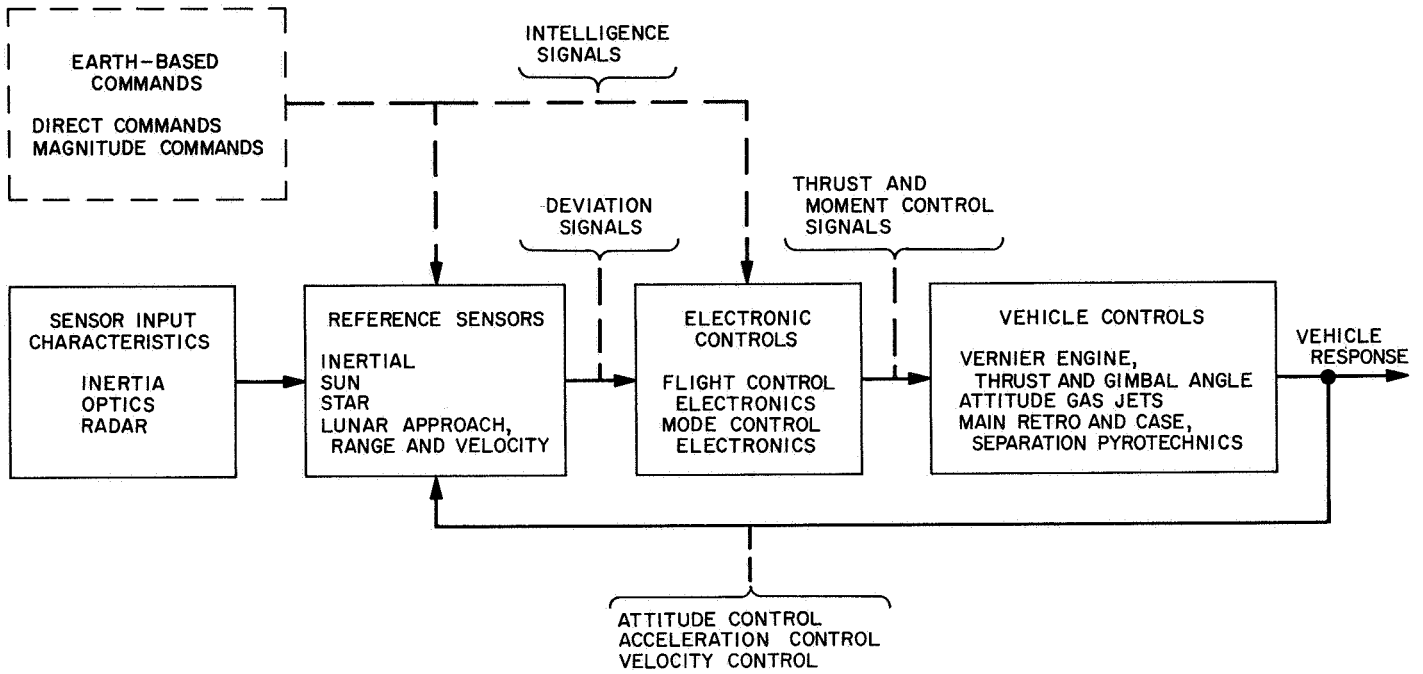 EARTH-BASED
COMMANDS
DIRECT COMMANDS
MAGNITUDE COMMANDS
INTELLIGENCE
SIGNALS
DEVIATION
SIGNALS
THRUST AND
MOMENT CONTROL
SIGNALS
SENSOR INPUT
CHARACTERISTICS
INERTIA
OPTICS
RADAR
REFERENCE SENSORS
INERTIAL
SUN
STAR
LUNAR APPROACH,
RANGE AND VELOCITY
ELECTRONIC
CONTROLS
FLIGHT CONTROL
ELECTRONICS
MODE CONTROL
ELECTRONICS
VEHICLE CONTROLS
VERNIER ENGINE,
THRUST AND GIMBAL ANGLE
ATTITUDE GAS JETS
MAIN RETRO AND CASE,
SEPARATION PYROTECHNICS
VEHICLE
RESPONSE
ATTITUDE CONTROL
ACCELERATION CONTROL
VELOCITY CONTROL